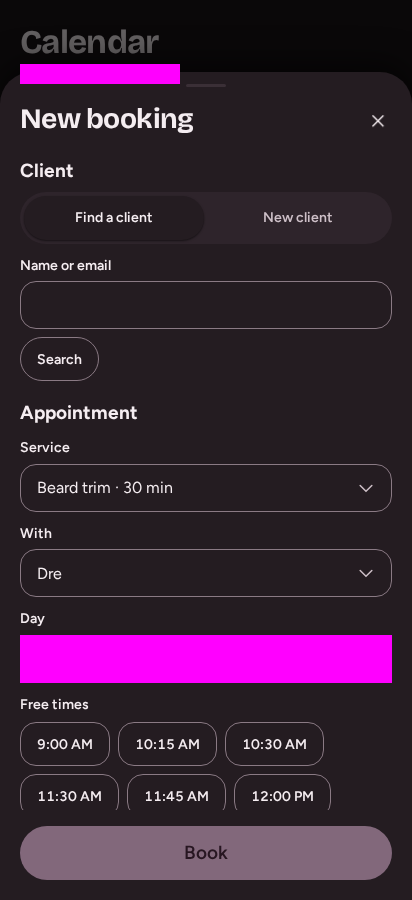 Calendar
New booking
Client
Find a client
New client
Name or email
Search
Appointment
Service
Beard trim · 30 min
With
Dre
Day
Free times
9:00 AM
10:15 AM
10:30 AM
11:30 AM
11:45 AM
12:00 PM
Book